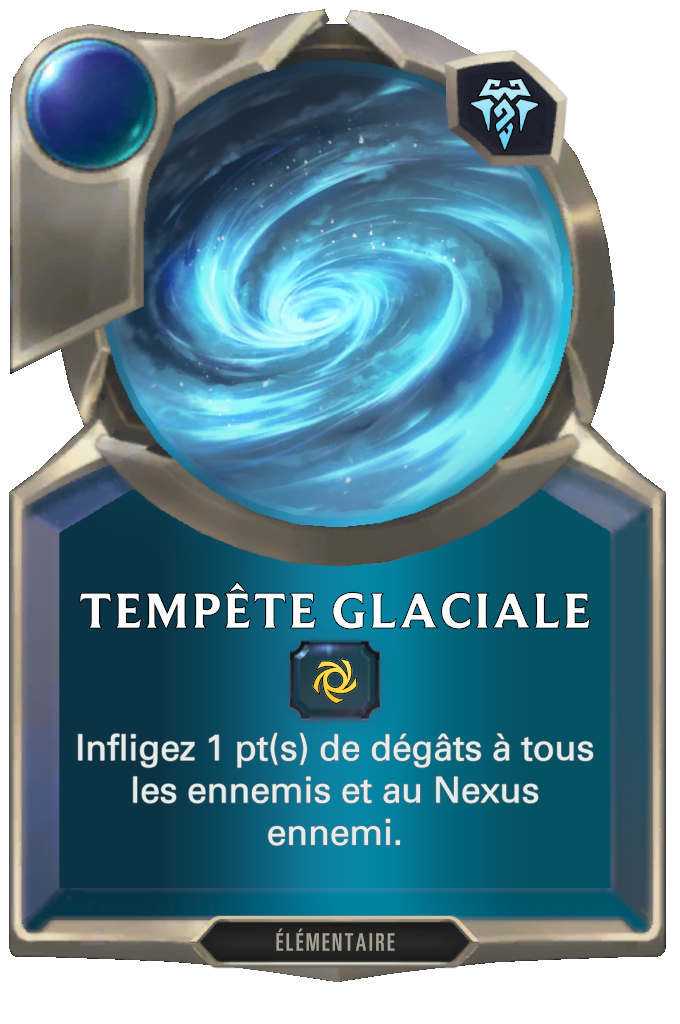 TEMPÊTE GLACIALE
Infligez 1 pt(s) de dégâts à tous
les ennemis et au Nexus
ennemi.
ÉLÉMENTAIRE